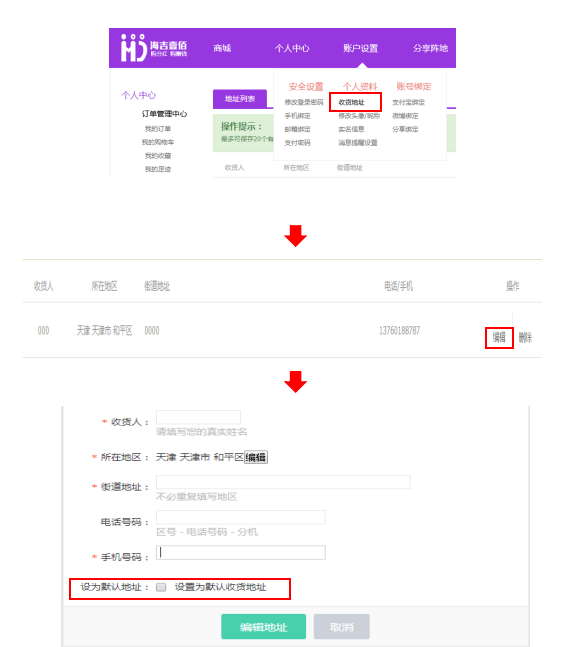 海吉壹佰
购分红 购赚钱
商城 个人中心 账户设置 分享阵地
个人中心
订单管理中心
我的订单
我的购物车
我的收藏
我的足迹
地址列表
操作提示：
最多可保存20个有
安全设置 个人资料 账号绑定
修改登录密码 收货地址 支付宝绑定
手机绑定 修改头像/昵称 微博绑定
邮箱绑定 实名信息 分享绑定
支付密码 消息提醒设置
收货人 所在地区 街道地址
收货人 所在地区 街道地址 电话/手机 操作
000 天津 天津市 和平区 0000 13760188787 编辑 删除
* 收货人：
请填写您的真实姓名
* 所在地区： 天津 天津市 和平区编辑
* 街道地址：
不必重复填写地区
电话号码：
区号 - 电话号码 - 分机
* 手机号码：
设为默认地址： 设置为默认收货地址
编辑地址 取消